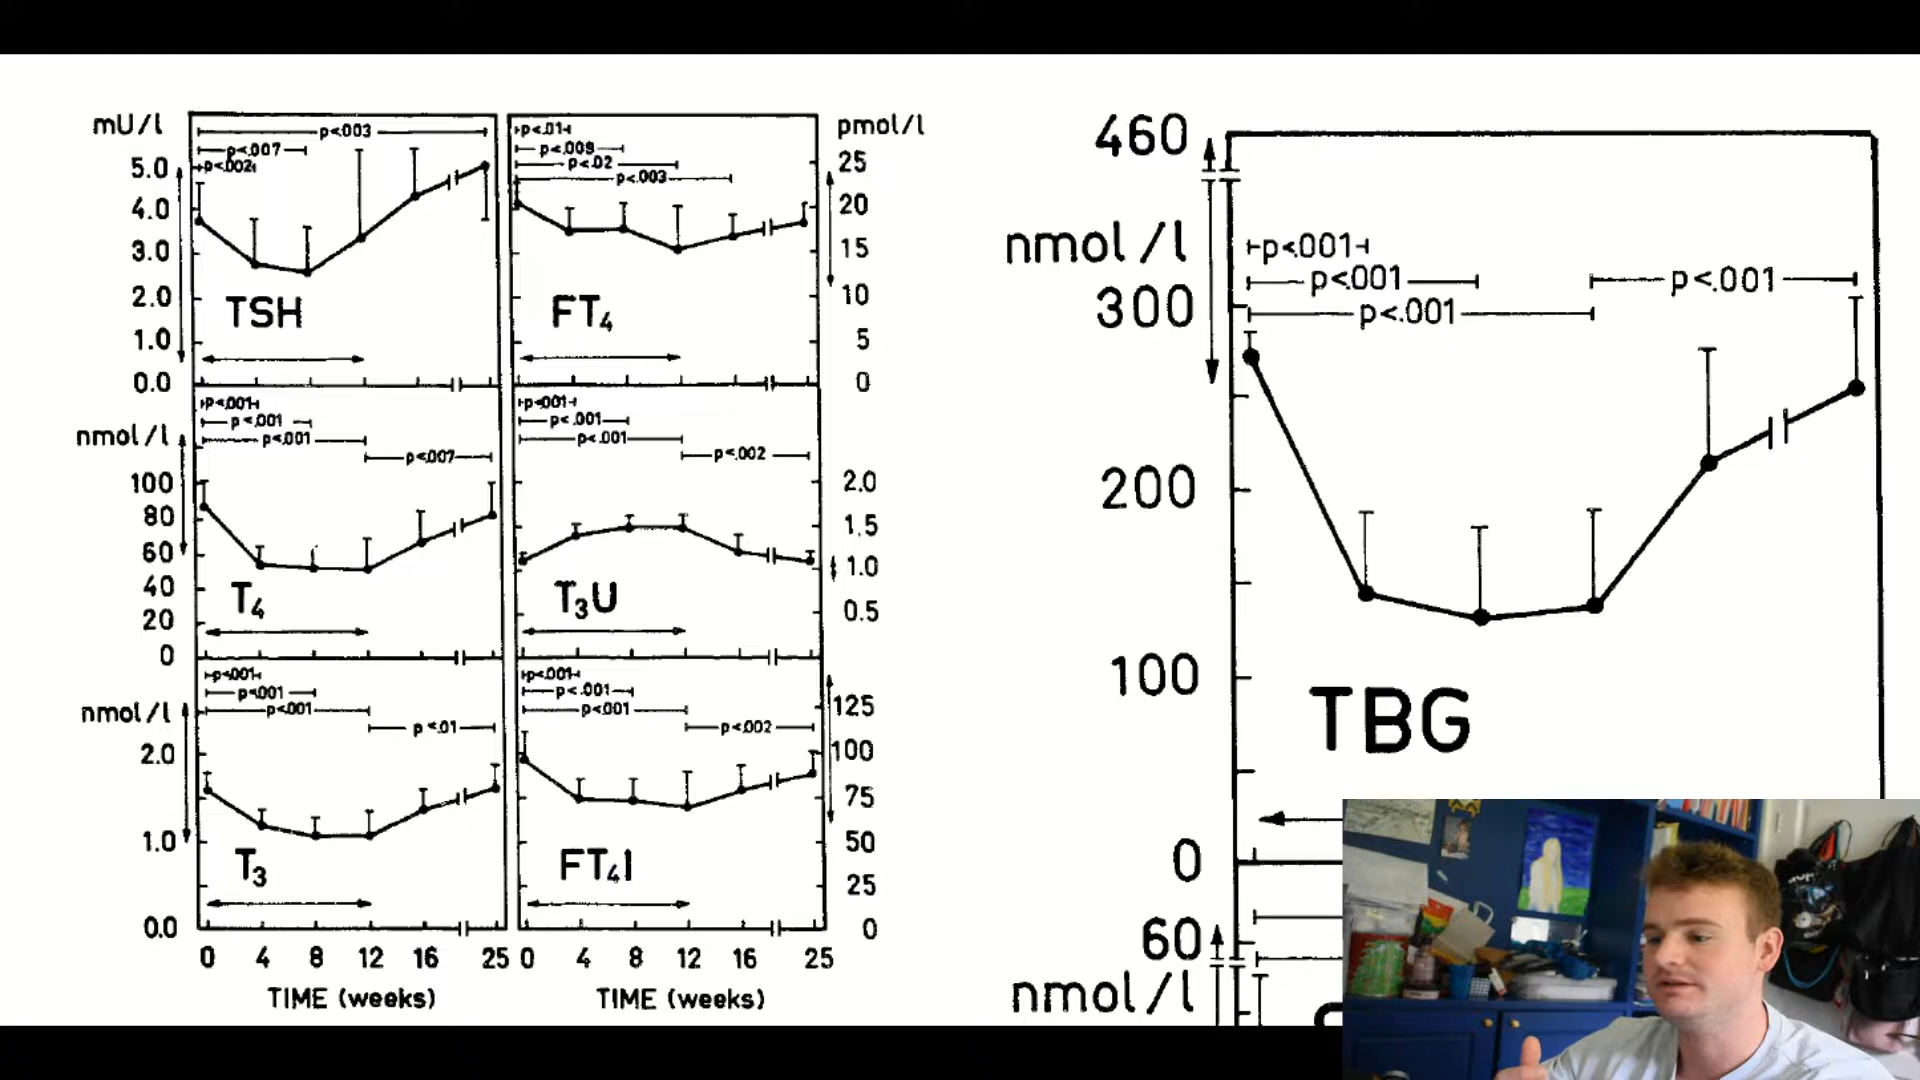 mU/l
p<.003
p<.007
p<.002
5.0
4.0
3.0
2.0
1.0
0.0
TSH
p<.01
p<.009
p<.02
p<.003
pmol/l
25
20
15
10
5
0
FT₄
nmol/l
p<.001
p<.001
p<.001
p<.007
100
80
60
40
20
0
T₄
p<.001
p<.001
p<.001
p<.002
2.0
1.5
1.0
0.5
T₃U
nmol/l
p<.001
p<.001
p<.001
p<.01
2.0
1.0
0.0
T₃
p<.001
p<.001
p<.001
p<.002
125
100
75
50
25
0
FT₄I
0 4 8 12 16 25
TIME (weeks)
0 4 8 12 16 25
TIME (weeks)
460
nmol/l
300
200
100
0
p<.001
p<.001
p<.001
p<.001
TBG
60
nmol/l